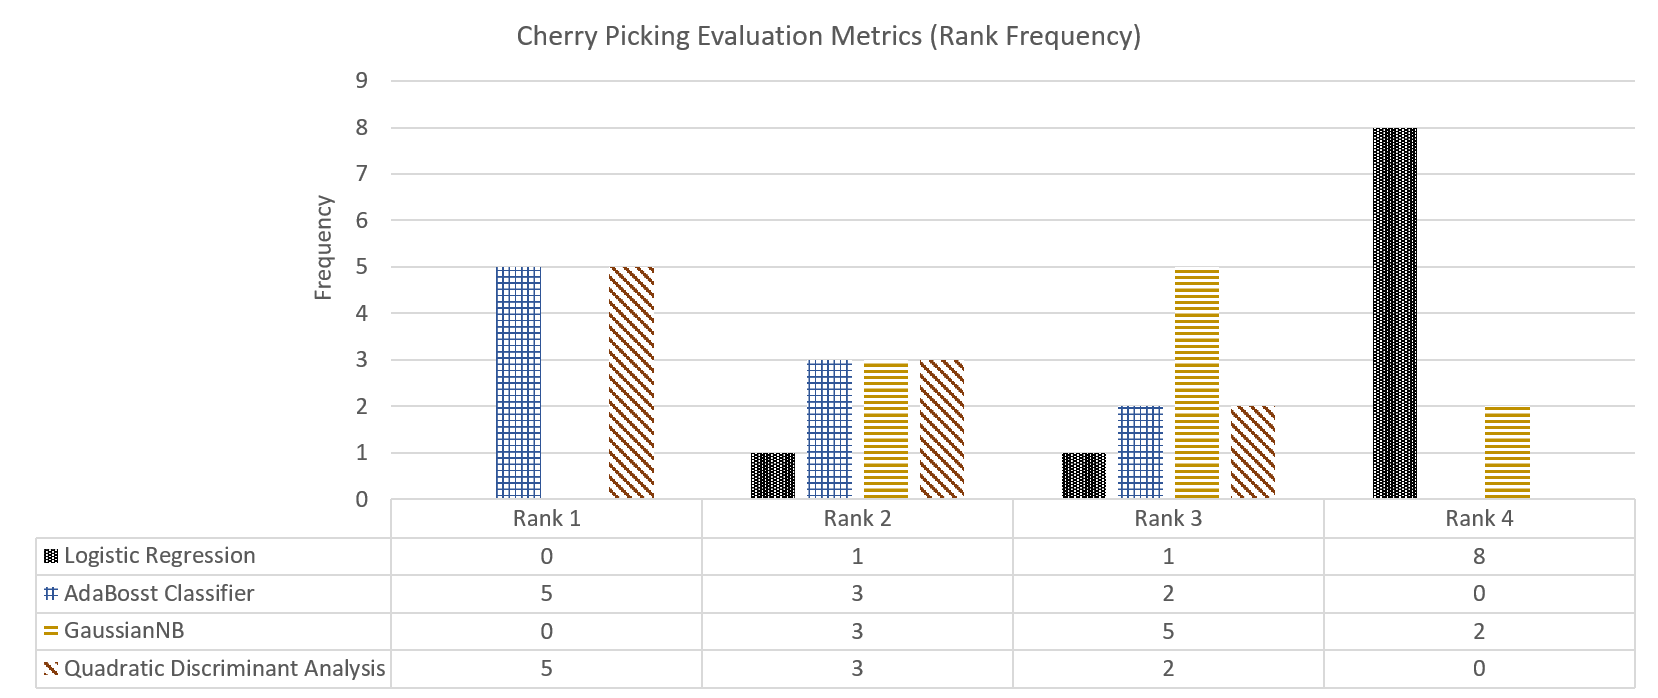 Cherry Picking Evaluation Metrics (Rank Frequency)
9
8
7
6
5
4
3
2
1
0
Frequency
Rank 1 Rank 2 Rank 3 Rank 4
Logistic Regression 0 1 1 8
AdaBosst Classifier 5 3 2 0
GaussianNB 0 3 5 2
Quadratic Discriminant Analysis 5 3 2 0